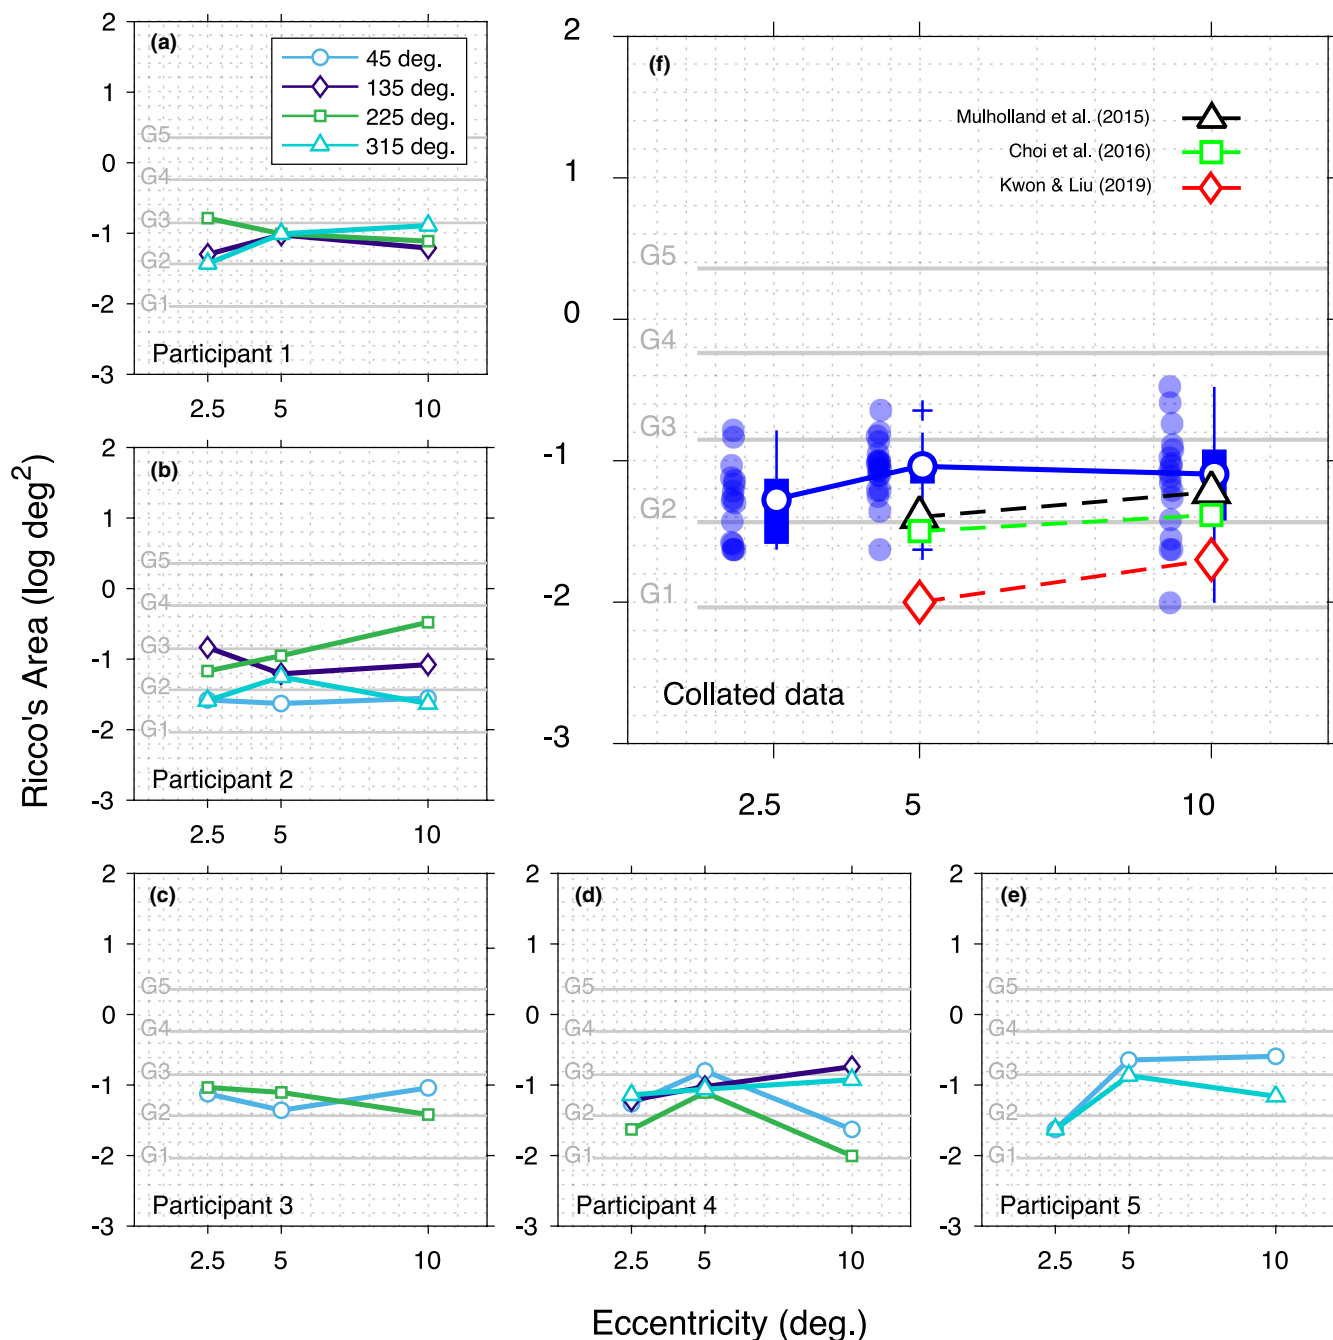 Ricco's Area (log deg²)
(a)
45 deg.
135 deg.
225 deg.
315 deg.
2
1
0
-1
-2
-3
G5
G4
G3
G2
G1
Participant 1
2.5 5 10
(b)
2
1
0
-1
-2
-3
G5
G4
G3
G2
G1
Participant 2
2.5 5 10
(f)
Mulholland et al. (2015)
Choi et al. (2016)
Kwon & Liu (2019)
2
1
0
-1
-2
-3
G5
G4
G3
G2
G1
Collated data
2.5 5 10
(c)
2
1
0
-1
-2
-3
G5
G4
G3
G2
G1
Participant 3
2.5 5 10
(d)
2
1
0
-1
-2
-3
G5
G4
G3
G2
G1
Participant 4
2.5 5 10
(e)
2
1
0
-1
-2
-3
G5
G4
G3
G2
G1
Participant 5
2.5 5 10
Eccentricity (deg.)